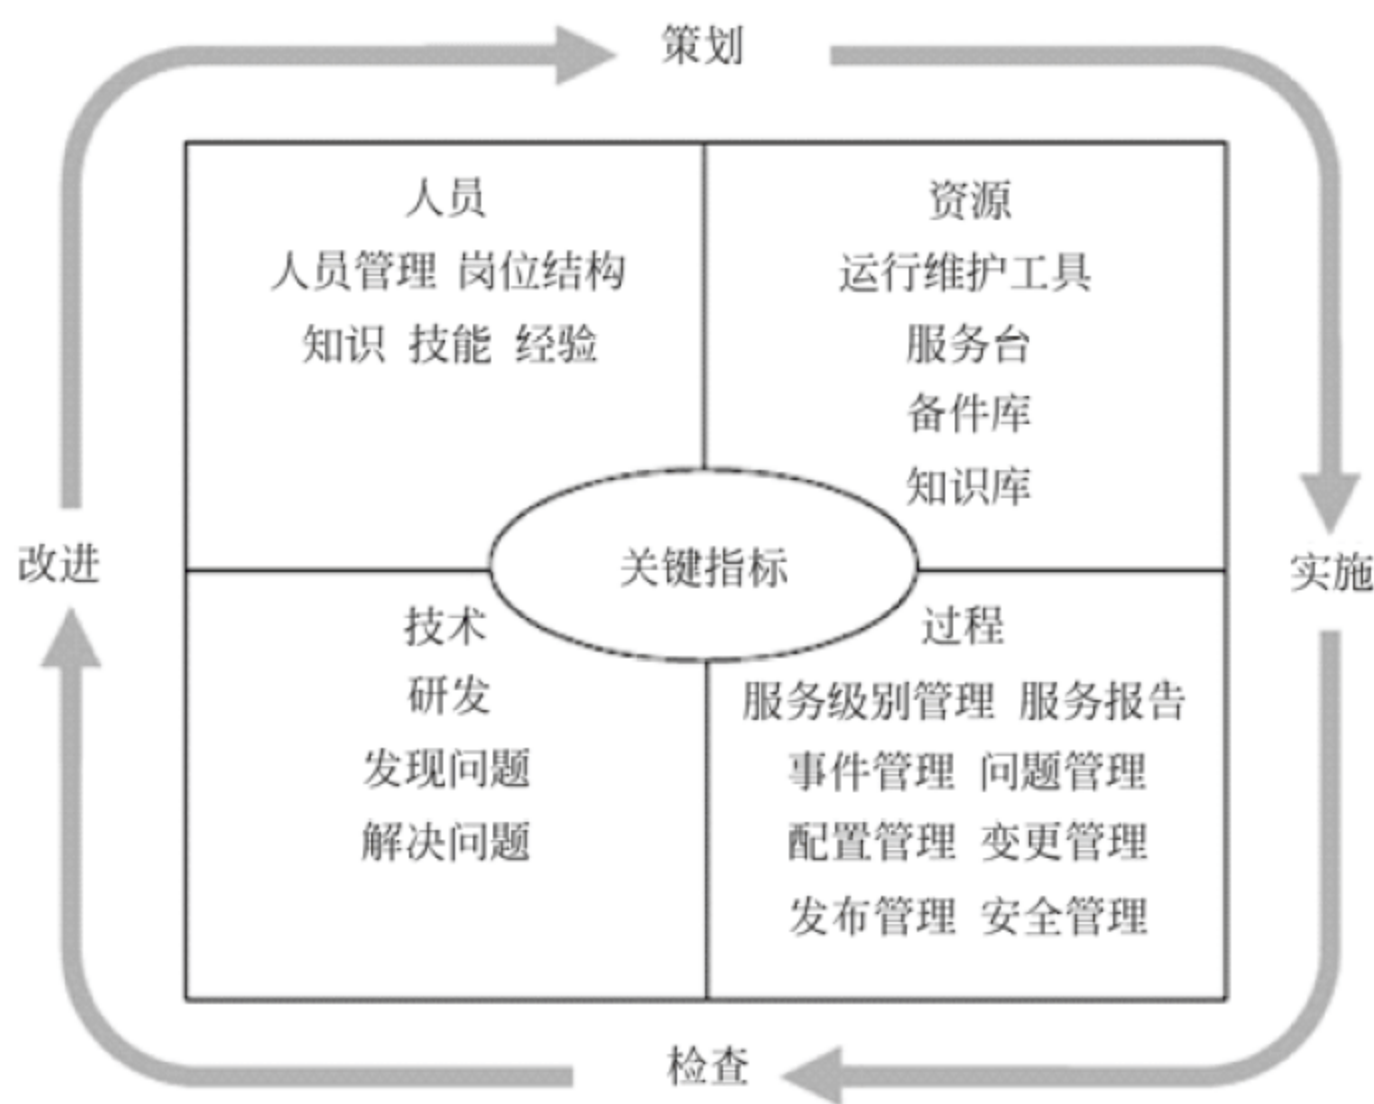 策划
人员
人员管理 岗位结构
知识 技能 经验
资源
运行维护工具
服务台
备件库
知识库
改进
关键指标
实施
技术
研发
发现问题
解决问题
过程
服务级别管理 服务报告
事件管理 问题管理
配置管理 变更管理
发布管理 安全管理
检查